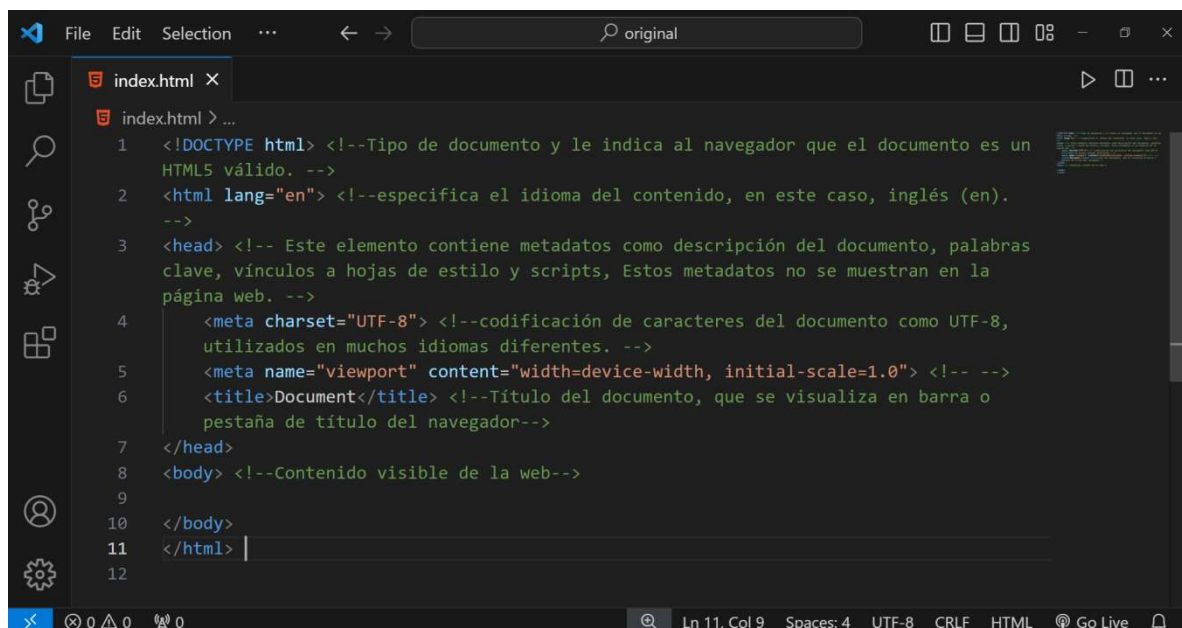 File Edit Selection ··· ← → original
index.html ×
index.html > ...
1 <!DOCTYPE html> <!--Tipo de documento y le indica al navegador que el documento es un
HTML5 válido. -->
2 <html lang="en"> <!--especifica el idioma del contenido, en este caso, inglés (en).
-->
3 <head> <!-- Este elemento contiene metadatos como descripción del documento, palabras
clave, vínculos a hojas de estilo y scripts, Estos metadatos no se muestran en la
página web. -->
4 <meta charset="UTF-8"> <!--codificación de caracteres del documento como UTF-8,
utilizados en muchos idiomas diferentes. -->
5 <meta name="viewport" content="width=device-width, initial-scale=1.0"> <!-- -->
6 <title>Document</title> <!--Título del documento, que se visualiza en barra o
pestaña de título del navegador-->
7 </head>
8 <body> <!--Contenido visible de la web-->
9
10 </body>
11 </html>
12
0 0 0 Ln 11, Col 9 Spaces: 4 UTF-8 CRLF HTML Go Live